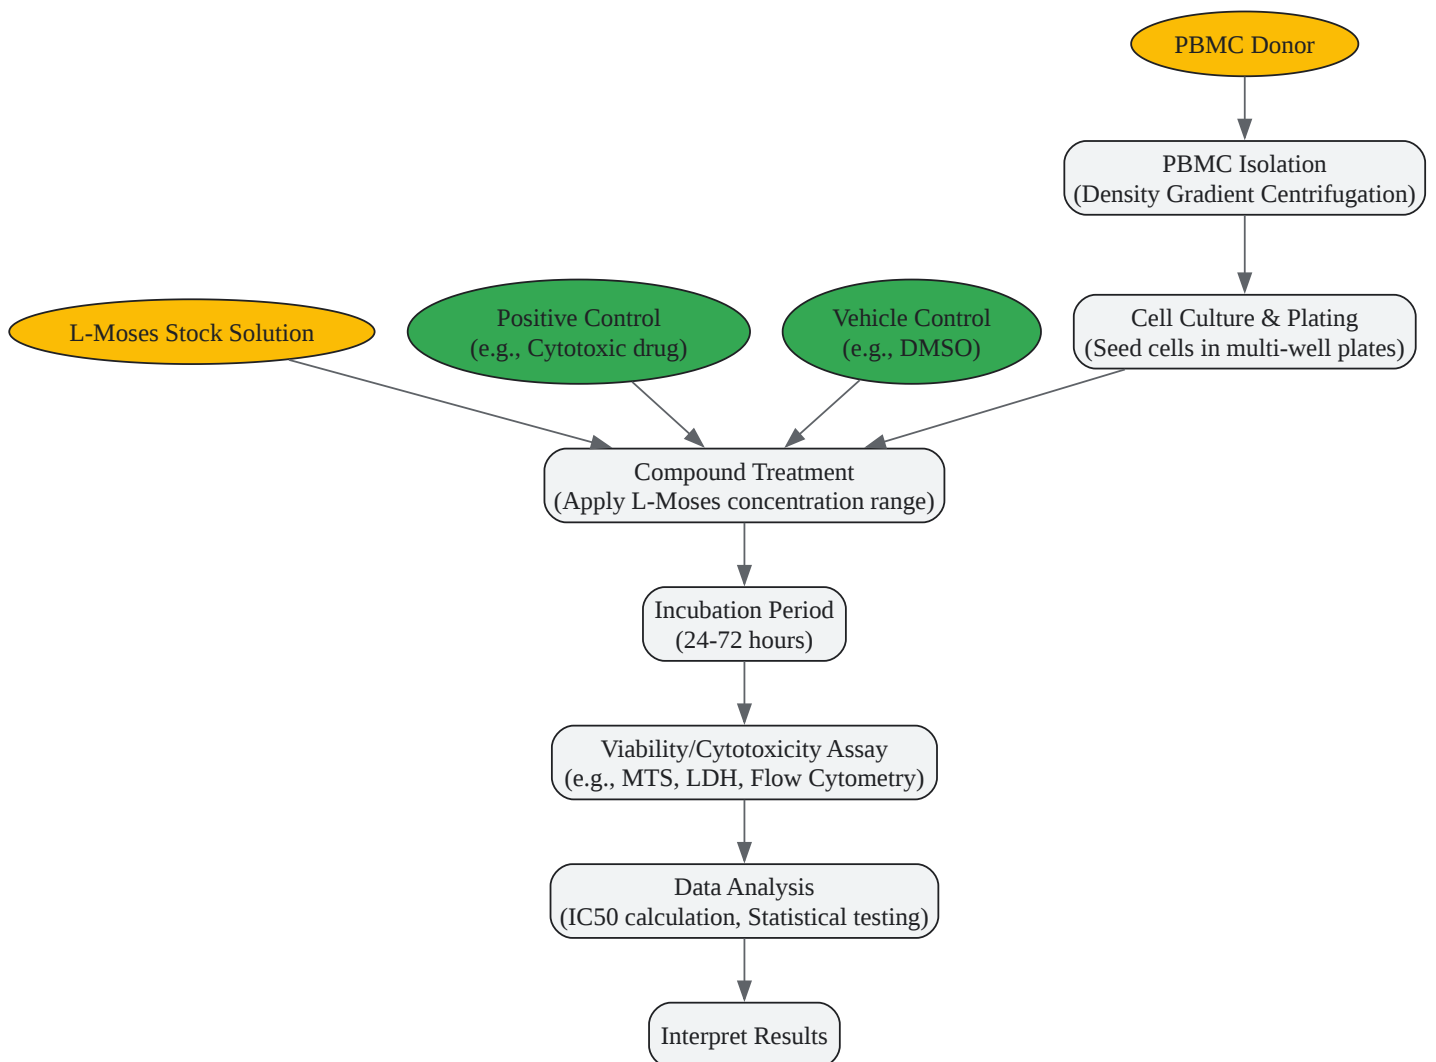 PBMC Donor
PBMC Isolation
(Density Gradient Centrifugation)
L-Moses Stock Solution
Positive Control
(e.g., Cytotoxic drug)
Vehicle Control
(e.g., DMSO)
Cell Culture & Plating
(Seed cells in multi-well plates)
Compound Treatment
(Apply L-Moses concentration range)
Incubation Period
(24-72 hours)
Viability/Cytotoxicity Assay
(e.g., MTS, LDH, Flow Cytometry)
Data Analysis
(IC50 calculation, Statistical testing)
Interpret Results